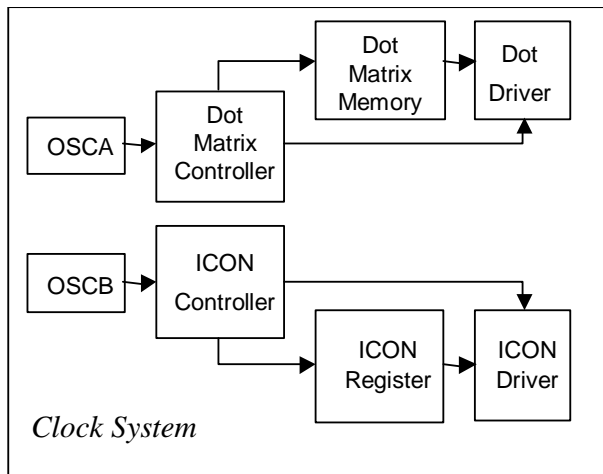 OSCA
Dot
Matrix
Controller
Dot
Matrix
Memory
Dot
Driver
OSCB
ICON
Controller
ICON
Register
ICON
Driver
Clock System